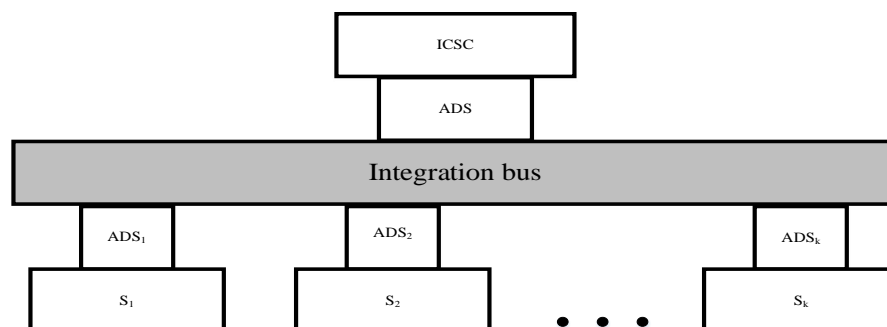 ICSC
ADS
Integration bus
ADS₁ ADS₂ ADSₖ
S₁ S₂ • • • Sₖ